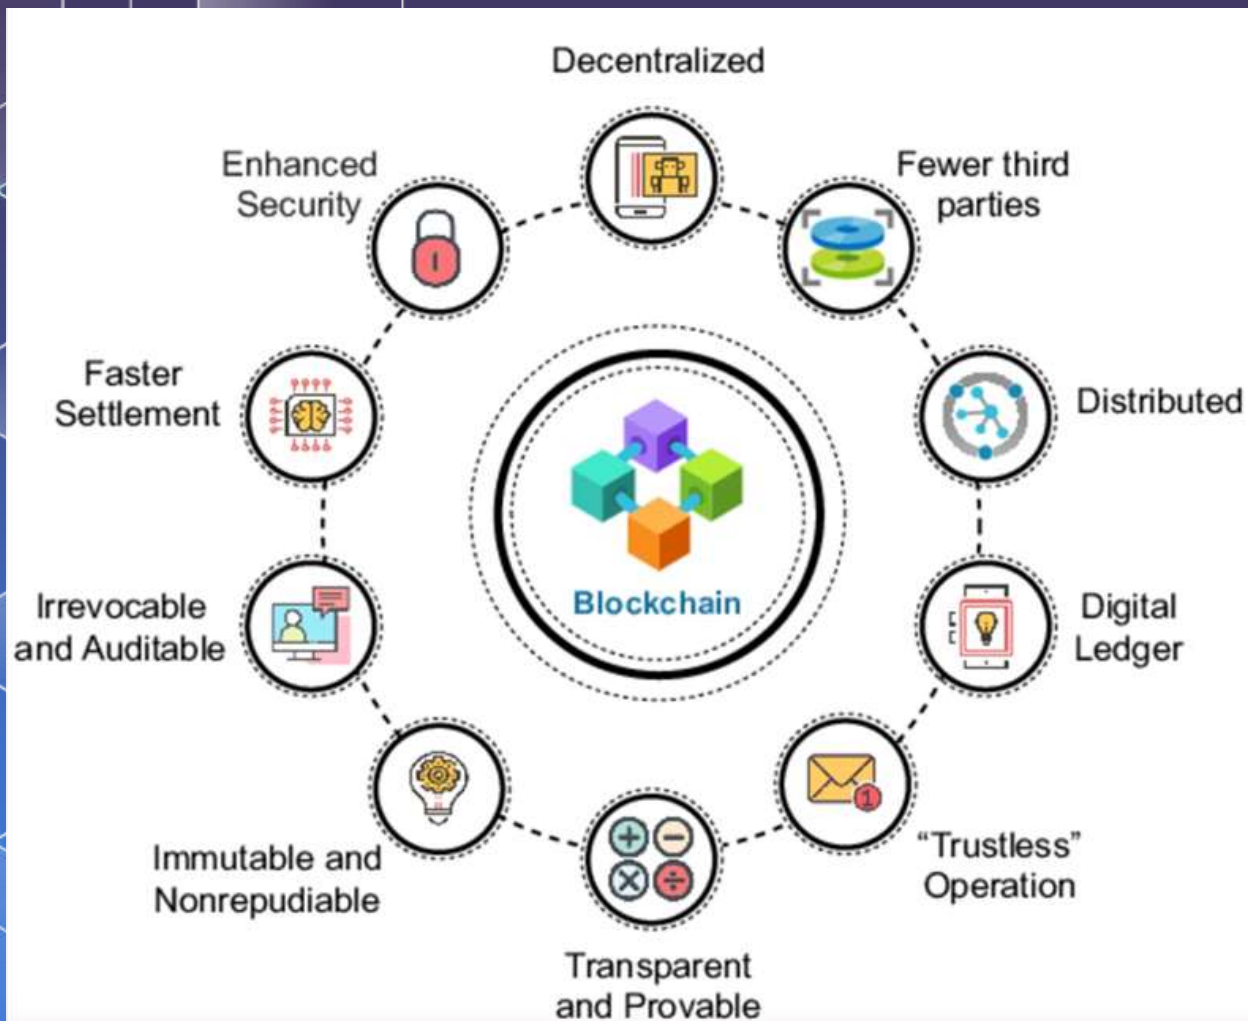 Decentralized
Fewer third
parties
Distributed
Digital
Ledger
“Trustless”
Operation
Transparent
and Provable
Immutable and
Nonrepudiable
Irrevocable
and Auditable
Faster
Settlement
Enhanced
Security
Blockchain
1